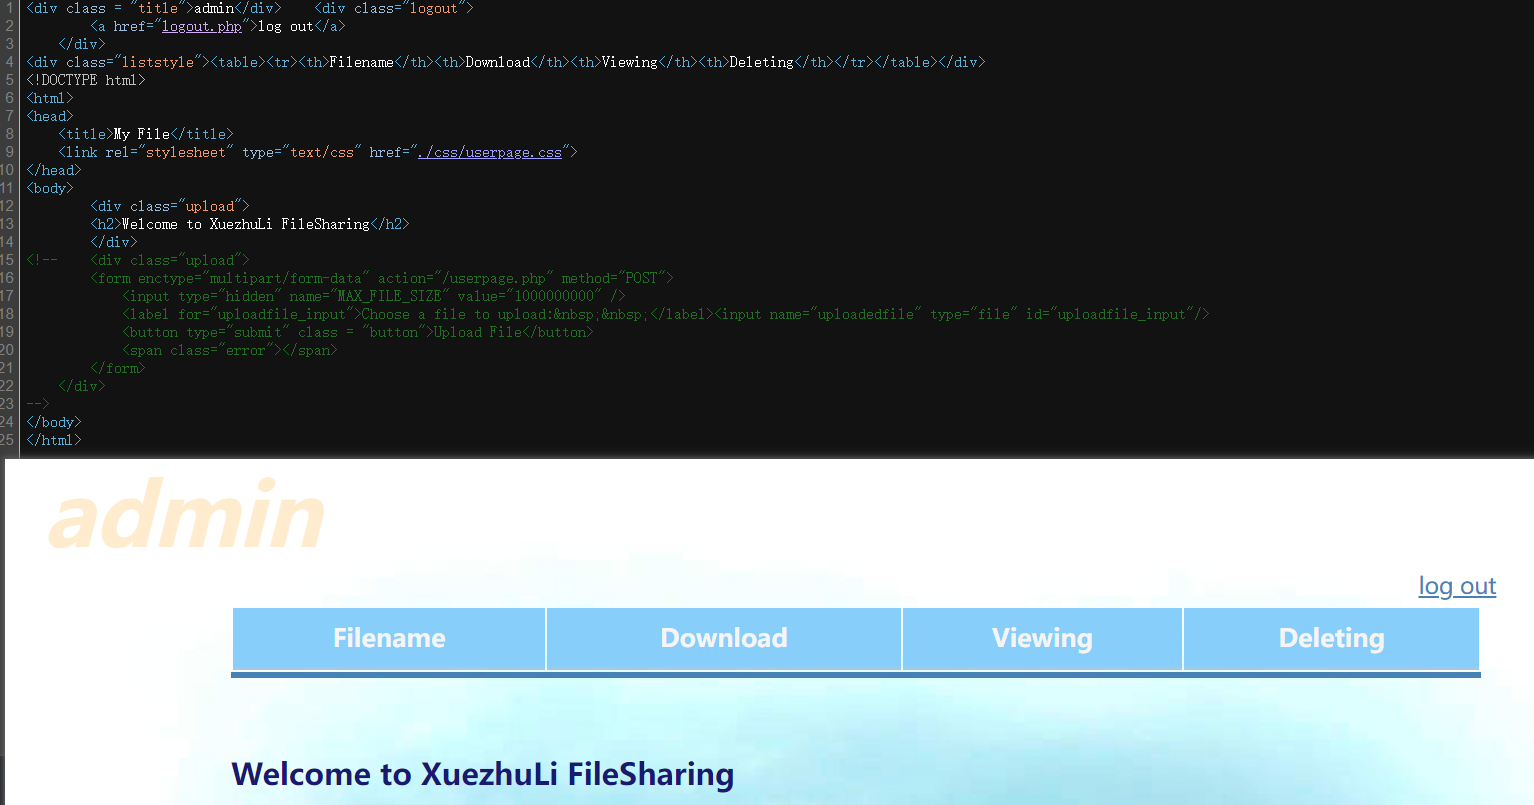 1 <div class = "title">admin</div>    <div class="logout">
2         <a href="logout.php">log out</a>
3     </div>
4 <div class="liststyle"><table><tr><th>Filename</th><th>Download</th><th>Viewing</th><th>Deleting</th></tr></table></div>
5 <!DOCTYPE html>
6 <html>
7 <head>
8     <title>My File</title>
9     <link rel="stylesheet" type="text/css" href="./css/userpage.css">
10 </head>
11 <body>
12         <div class="upload">
13         <h2>Welcome to XuezhuLi FileSharing</h2>
14         </div>
15 <!--    <div class="upload">
16         <form enctype="multipart/form-data" action="/userpage.php" method="POST">
17             <input type="hidden" name="MAX_FILE_SIZE" value="1000000000" />
18             <label for="uploadfile_input">Choose a file to upload:&nbsp;&nbsp;</label><input name="uploadedfile" type="file" id="uploadfile_input"/>
19             <button type="submit" class = "button">Upload File</button>
20             <span class="error"></span>
21         </form>
22     </div>
23 -->
24 </body>
25 </html>
admin
log out
Filename Download Viewing Deleting
Welcome to XuezhuLi FileSharing